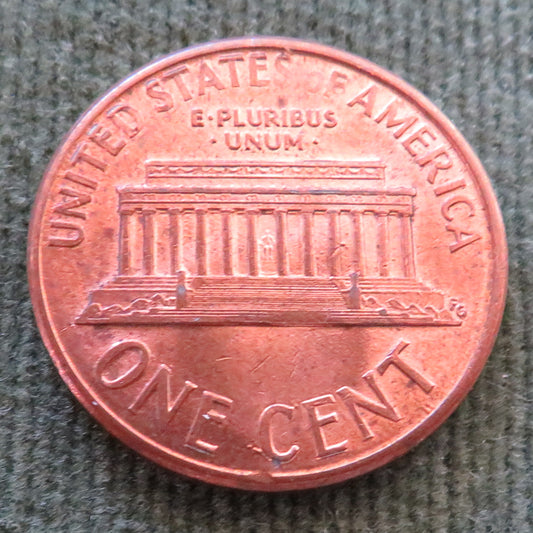 UNITED STATES OF AMERICA
E·PLURIBUS
·UNUM·
FG
ONE CENT